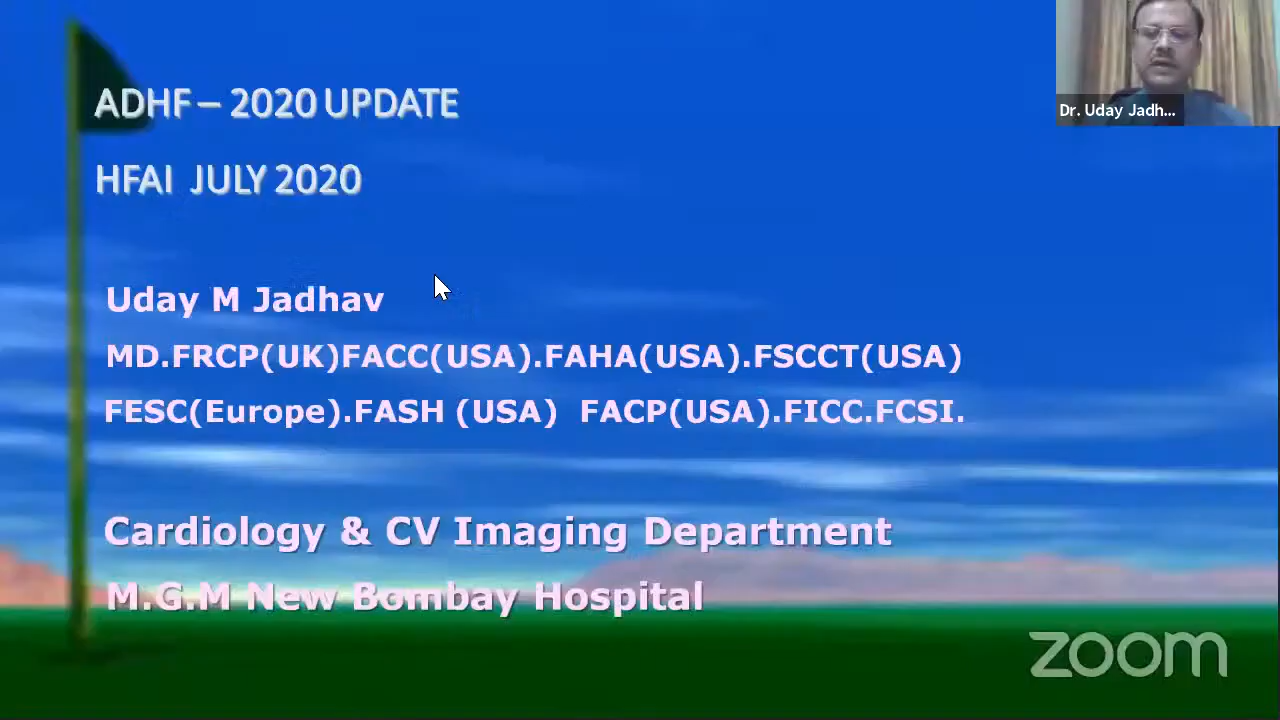 ADHF – 2020 UPDATE
HFAI JULY 2020
Dr. Uday Jadh...
Uday M Jadhav
MD.FRCP(UK)FACC(USA).FAHA(USA).FSCCT(USA)
FESC(Europe).FASH (USA) FACP(USA).FICC.FCSI.
Cardiology & CV Imaging Department
M.G.M New Bombay Hospital
zoom